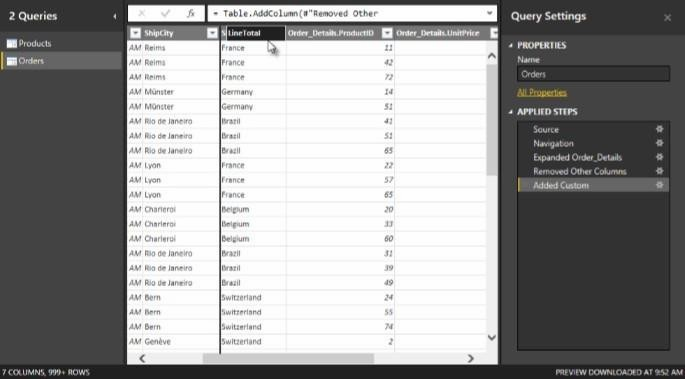 2 Queries
Products
Orders
= Table.AddColumn(#"Removed Other
ShipCity S LineTotal Order_Details.ProductID Order_Details.UnitPrice
AM Reims France 11
AM Reims France 42
AM Reims France 72
AM Münster Germany 14
AM Münster Germany 51
AM Rio de Janeiro Brazil 41
AM Rio de Janeiro Brazil 51
AM Rio de Janeiro Brazil 65
AM Lyon France 22
AM Lyon France 57
AM Lyon France 65
AM Charleroi Belgium 20
AM Charleroi Belgium 33
AM Charleroi Belgium 60
AM Rio de Janeiro Brazil 31
AM Rio de Janeiro Brazil 39
AM Rio de Janeiro Brazil 49
AM Bern Switzerland 24
AM Bern Switzerland 55
AM Bern Switzerland 74
AM Genève Switzerland 2
Query Settings
PROPERTIES
Name
Orders
All Properties
APPLIED STEPS
Source
Navigation
Expanded Order_Details
Removed Other Columns
Added Custom
7 COLUMNS, 999+ ROWS
PREVIEW DOWNLOADED AT 9:52 AM